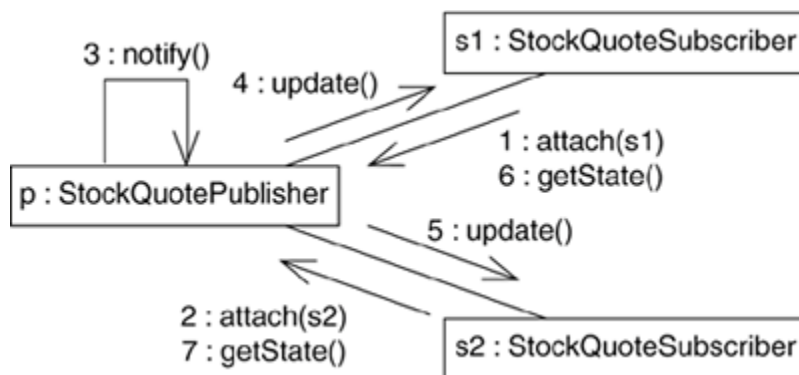 s1 : StockQuoteSubscriber
3 : notify()
4 : update()
1 : attach(s1)
6 : getState()
p : StockQuotePublisher
5 : update()
2 : attach(s2)
7 : getState()
s2 : StockQuoteSubscriber